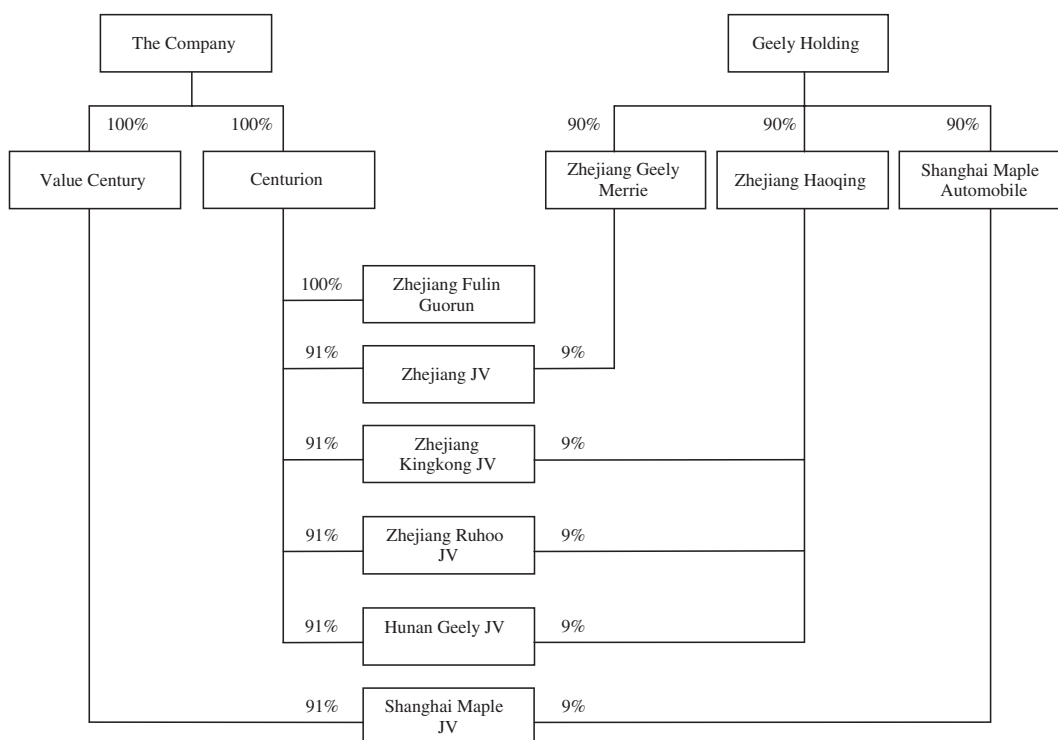 The Company
Geely Holding
100%
100%
90%
90%
90%
Value Century
Centurion
Zhejiang Geely
Merrie
Zhejiang Haoqing
Shanghai Maple
Automobile
100%
Zhejiang Fulin
Guorun
91%
Zhejiang JV
9%
91%
Zhejiang
Kingkong JV
9%
91%
Zhejiang Ruhoo
JV
9%
91%
Hunan Geely JV
9%
91%
Shanghai Maple
JV
9%